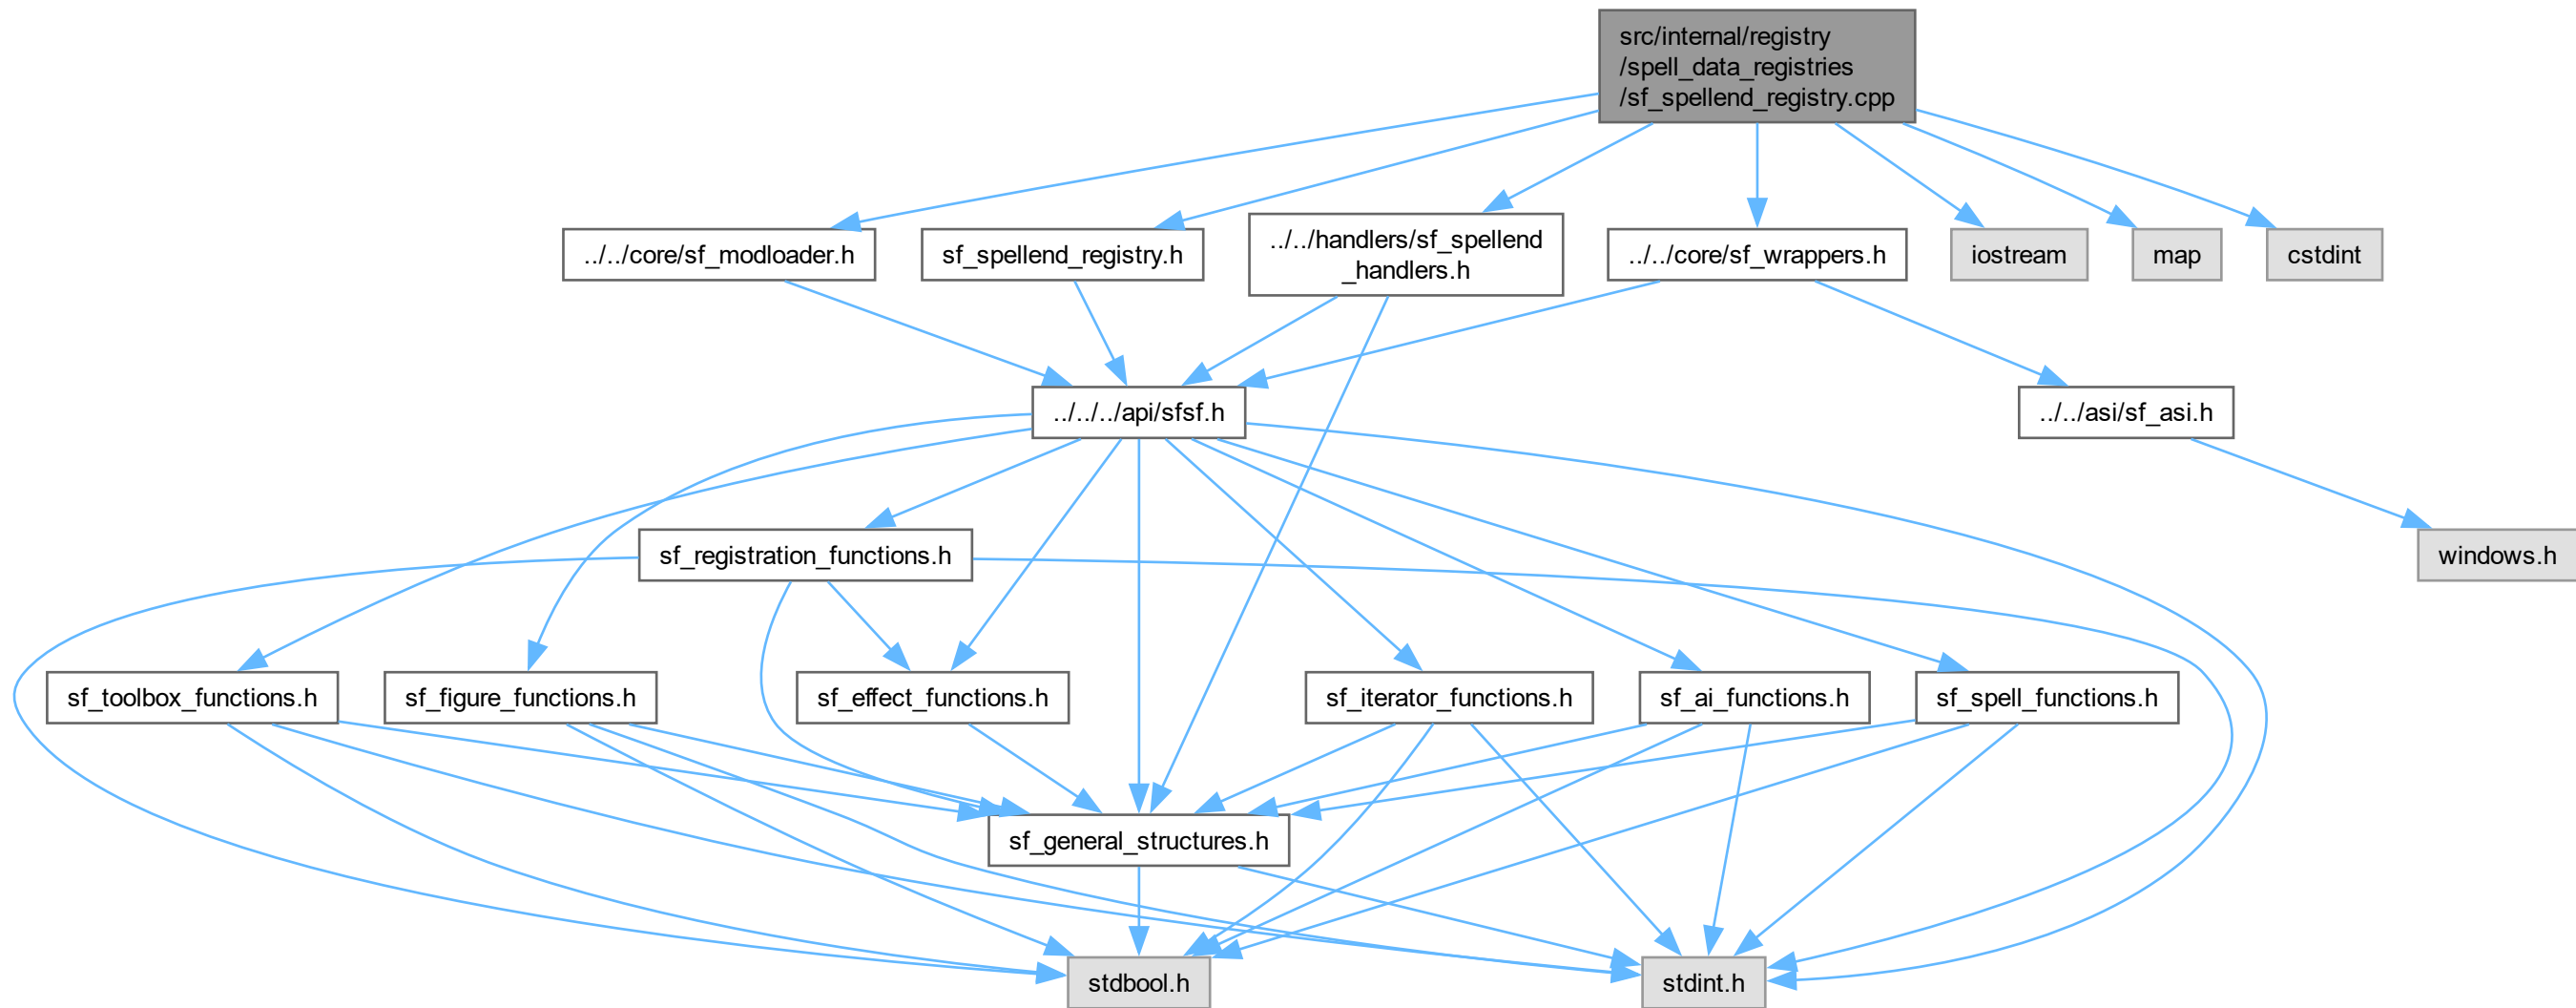 src/internal/registry
/spell_data_registries
/sf_spellend_registry.cpp
../../core/sf_modloader.h
sf_spellend_registry.h
../../handlers/sf_spellend
_handlers.h
../../core/sf_wrappers.h
iostream
map
cstdint
../../../api/sfsf.h
../../asi/sf_asi.h
sf_registration_functions.h
windows.h
sf_toolbox_functions.h
sf_figure_functions.h
sf_effect_functions.h
sf_iterator_functions.h
sf_ai_functions.h
sf_spell_functions.h
sf_general_structures.h
stdbool.h
stdint.h